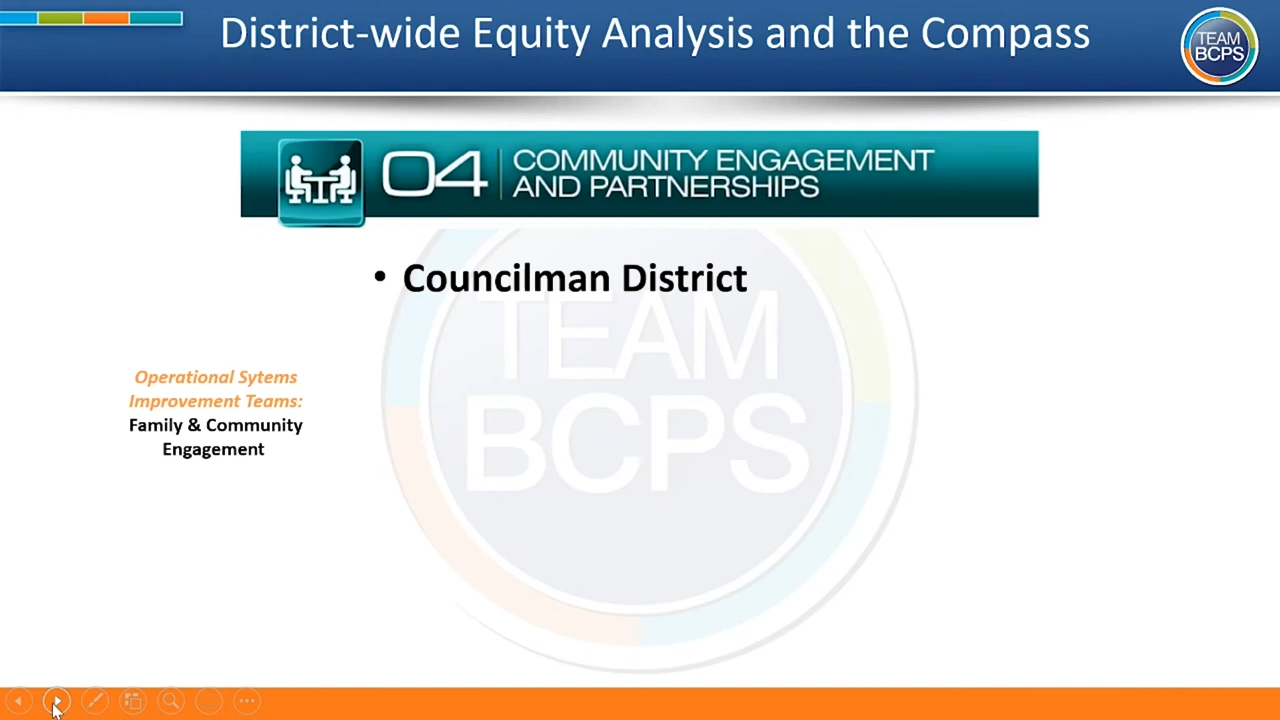 District-wide Equity Analysis and the Compass
TEAM
BCPS
04
COMMUNITY ENGAGEMENT
AND PARTNERSHIPS
• Councilman District
TEAM
BCPS
Operational Sytems
Improvement Teams:
Family & Community
Engagement